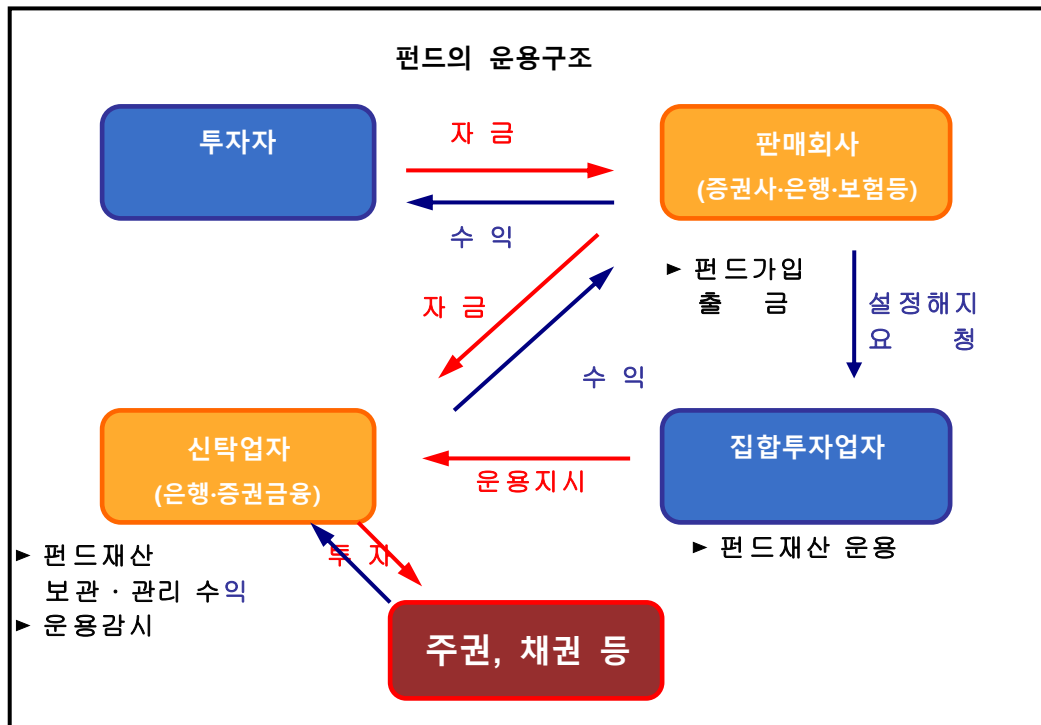 펀드의 운용구조
투자자
자 금
판매회사
(증권사·은행·보험등)
수 익
► 펀드가입
출 금
자 금
설정해지
요 청
수 익
신탁업자
(은행·증권금융)
집합투자업자
운용지시
► 펀드재산
보관 · 관리 수익
► 운용감시
투 자
► 펀드재산 운용
주권, 채권 등